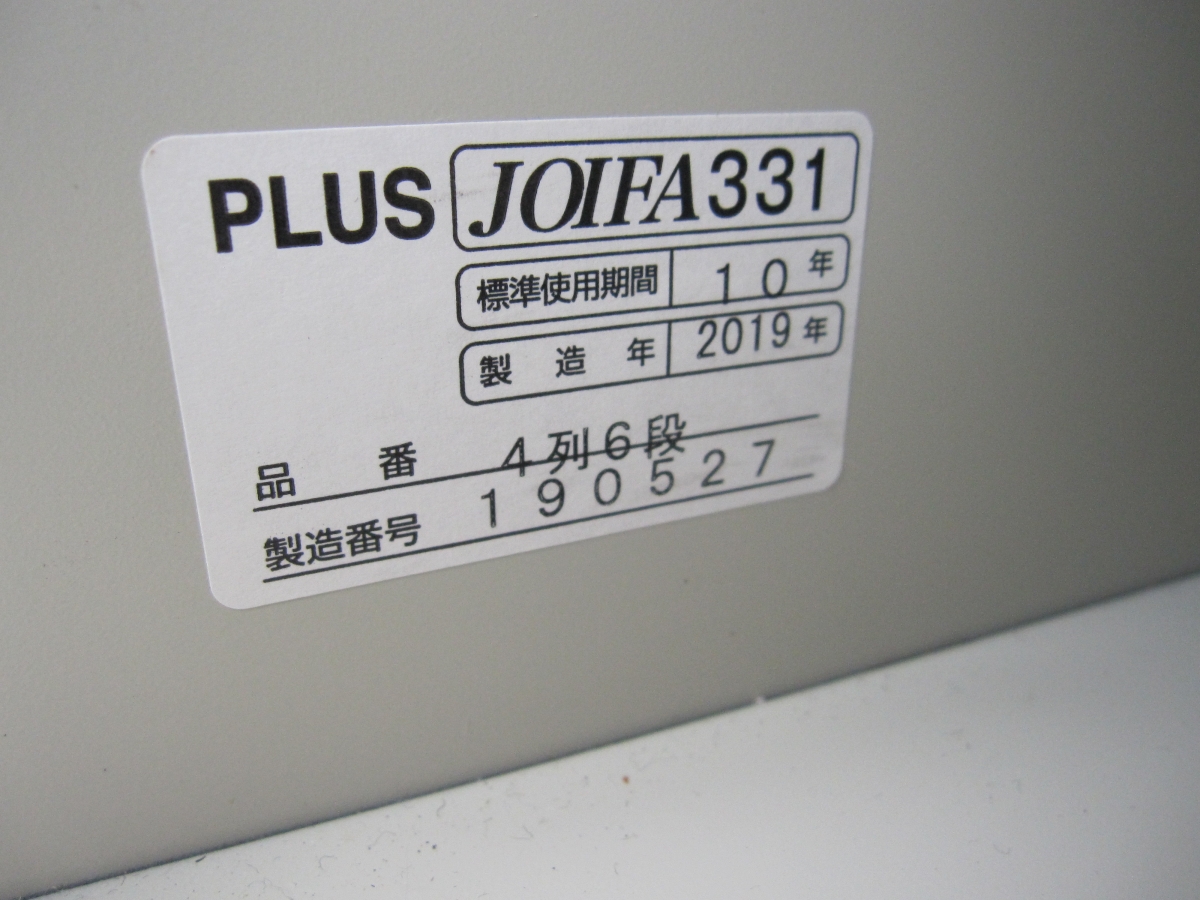 PLUS JOIFA331
標準使用期間 10年
製造年 2019年
品番 4列6段
製造番号 190527